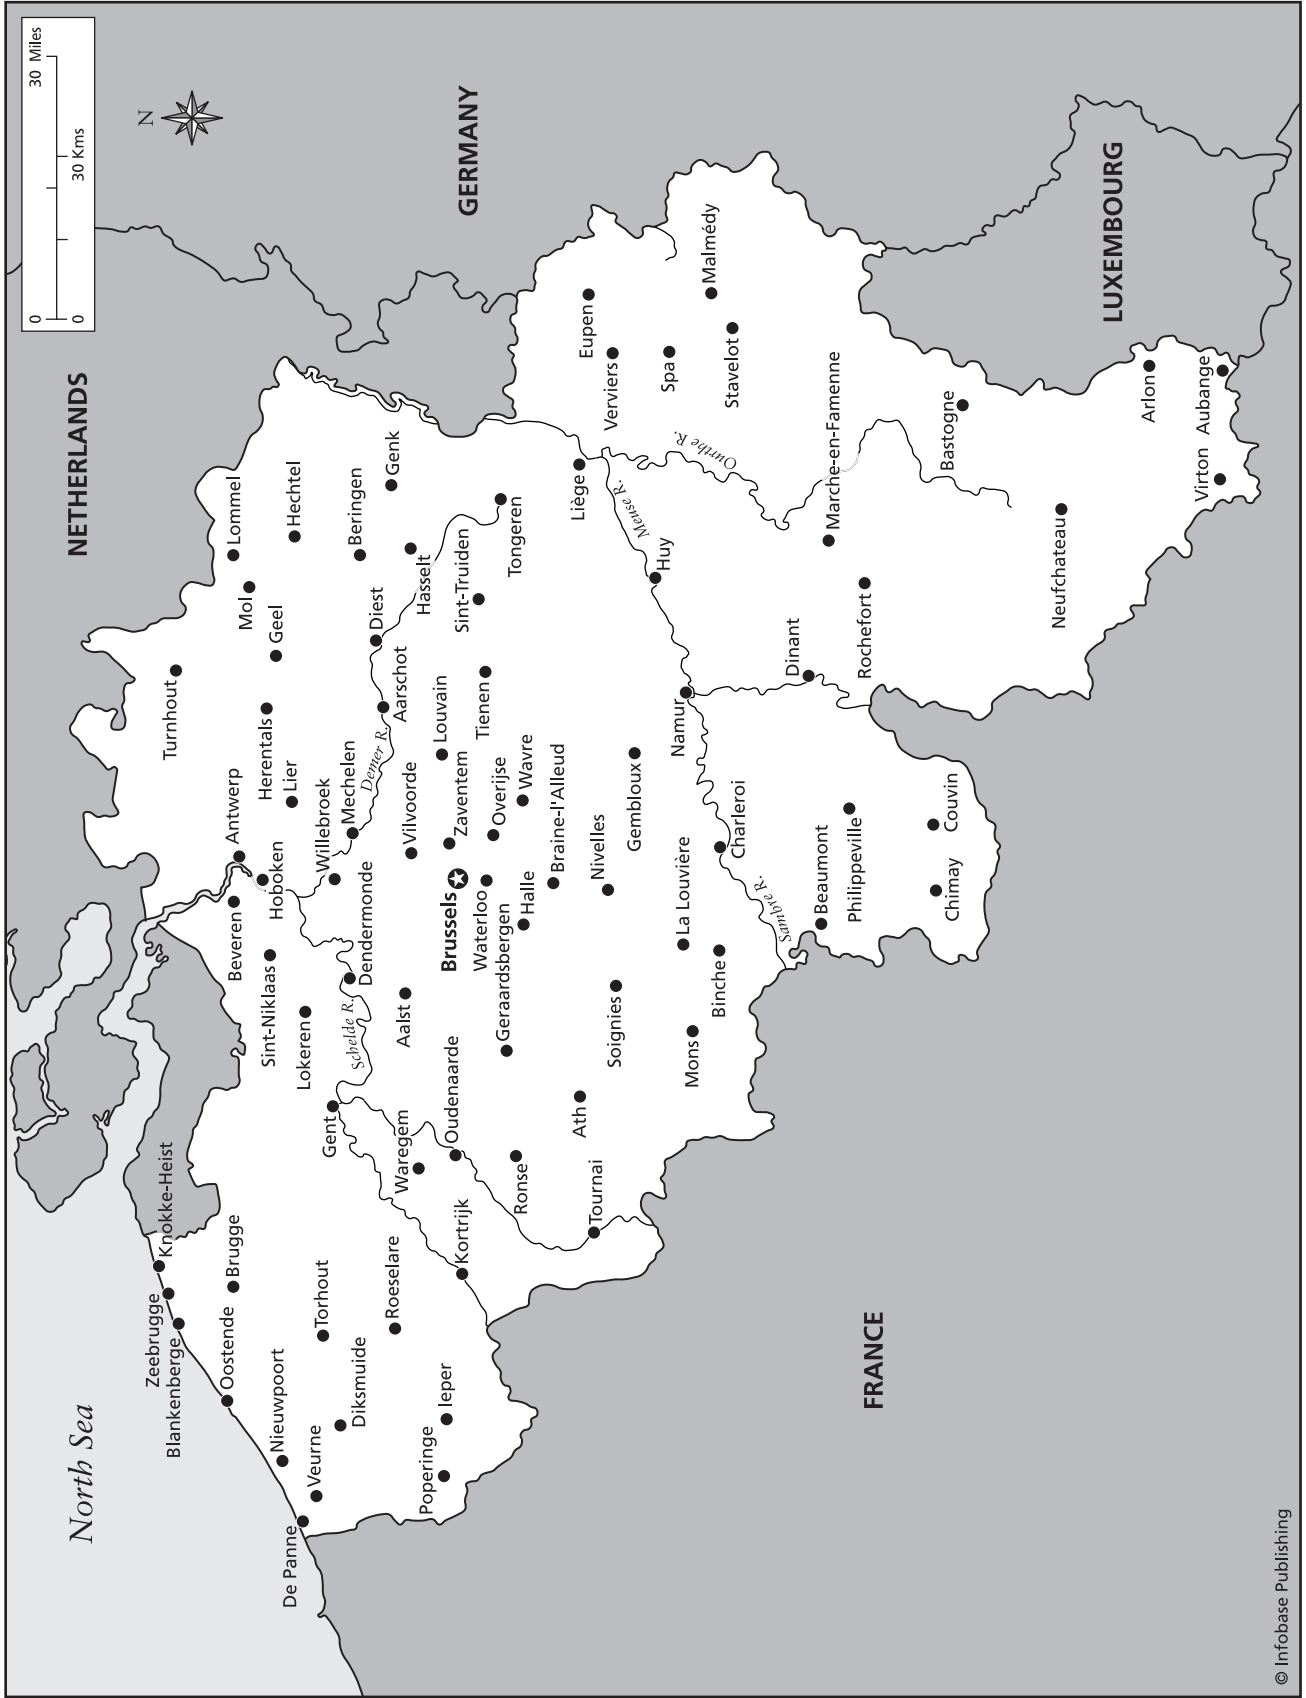 North Sea
NETHERLANDS
GERMANY
LUXEMBOURG
FRANCE
N
0 30 Miles
0 30 Kms
Knokke-Heist
Zeebrugge
Blankenberge
Oostende
Brugge
Nieuwpoort
Torhout
Veurne
De Panne
Diksmuide
Roeselare
Poperinge
Ieper
Kortrijk
Waregem
Gent
Oudenaarde
Ronse
Tournai
Ath
Schelde R.
Lokeren
Sint-Niklaas
Beveren
Antwerp
Hoboken
Dendermonde
Aalst
Geraardsbergen
Willebroek
Mechelen
Lier
Herentals
Turnhout
Geel
Mol
Lommel
Hechtel
Beringen
Genk
Hasselt
Diest
Aarschot
Demer R.
Vilvoorde
Louvain
Zaventem
Brussels
Overijse
Waterloo
Halle
Wavre
Braine-l'Alleud
Tienen
Sint-Truiden
Tongeren
Nivelles
Gembloux
Soignies
Mons
La Louvière
Binche
Charleroi
Sambre R.
Namur
Huy
Meuse R.
Liège
Verviers
Eupen
Spa
Stavelot
Malmédy
Ourthe R.
Marche-en-Famenne
Dinant
Rochefort
Beaumont
Philippeville
Chimay
Couvin
Bastogne
Neufchateau
Arlon
Aubange
Virton
© Infobase Publishing